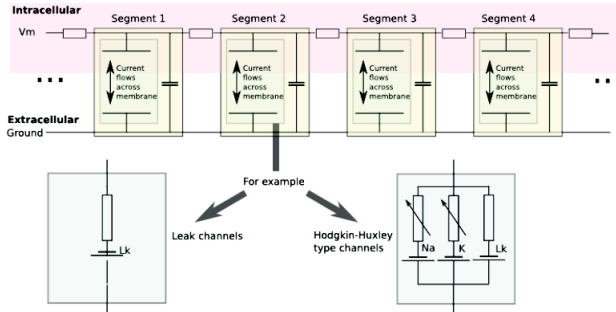 Intracellular
Segment 1
Segment 2
Segment 3
Segment 4
Vm
Current
flows
across
membrane
Current
flows
across
membrane
Current
flows
across
membrane
Current
flows
across
membrane
Extracellular
Ground
For example
Leak channels
Hodgkin-Huxley
type channels
Lk
Na
K
Lk